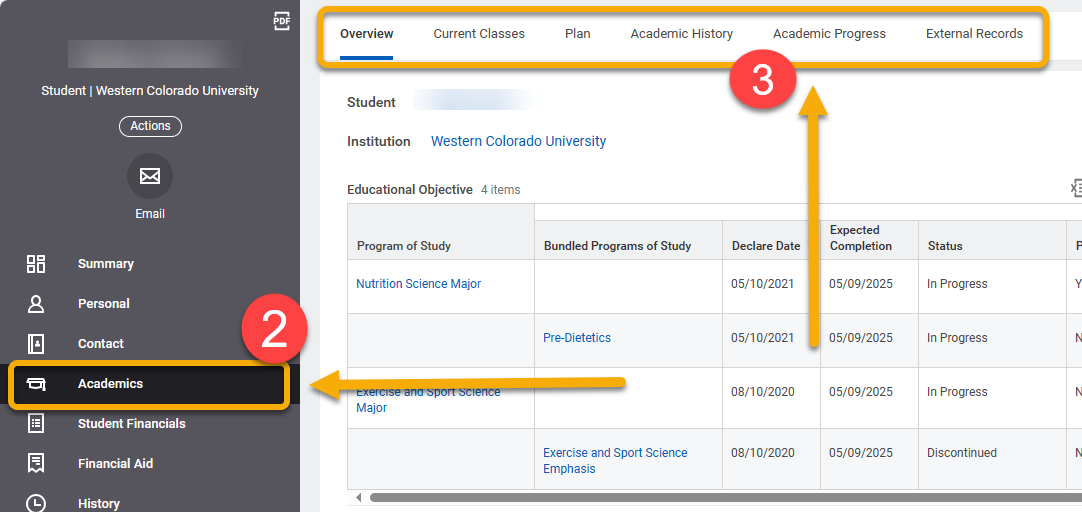 PDF
Student | Western Colorado University
Actions
Email
Summary
Personal
Contact
Academics
Student Financials
Financial Aid
History
2
Overview Current Classes Plan Academic History Academic Progress External Records
3
Student
Institution Western Colorado University
Educational Objective 4 items
Program of Study Bundled Programs of Study Declare Date Expected Completion Status P
Nutrition Science Major 05/10/2021 05/09/2025 In Progress Y
Pre-Dietetics 05/10/2021 05/09/2025 In Progress N
Exercise and Sport Science 08/10/2020 05/09/2025 In Progress N
Major
Exercise and Sport Science 08/10/2020 05/09/2025 Discontinued N
Emphasis